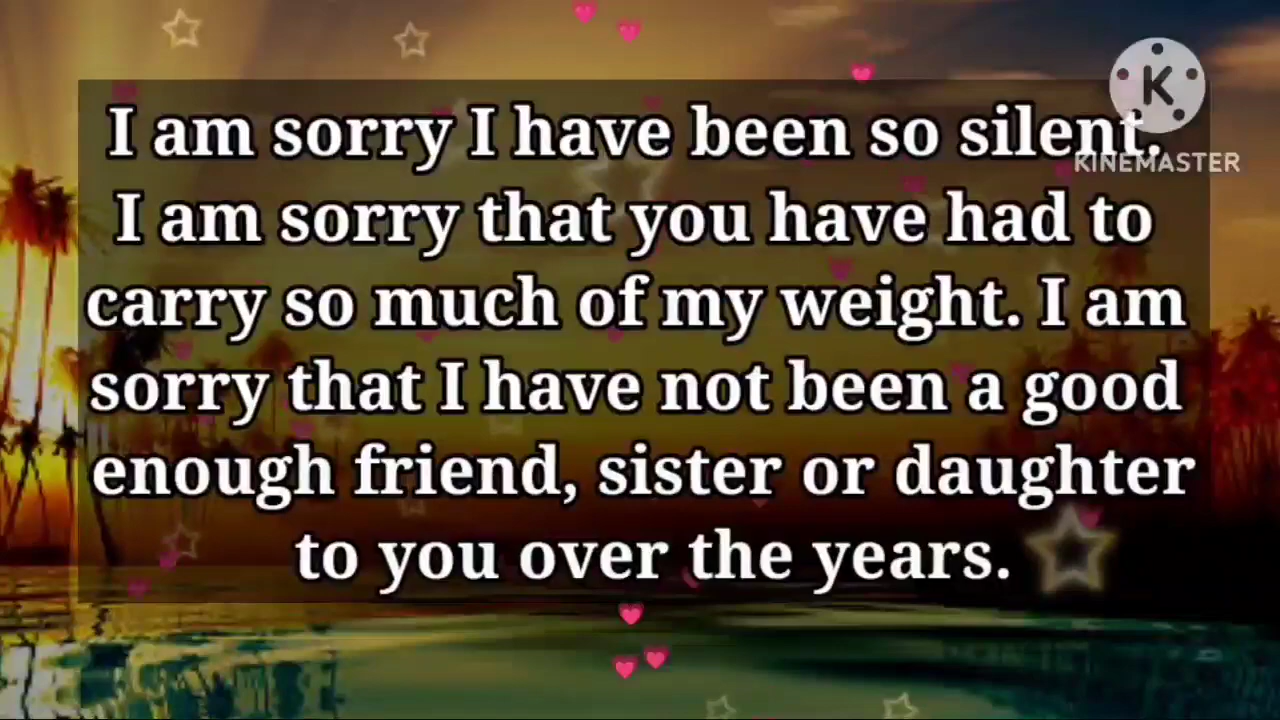 I am sorry I have been so silent.
I am sorry that you have had to
carry so much of my weight. I am
sorry that I have not been a good
enough friend, sister or daughter
to you over the years.
K
KINEMASTER